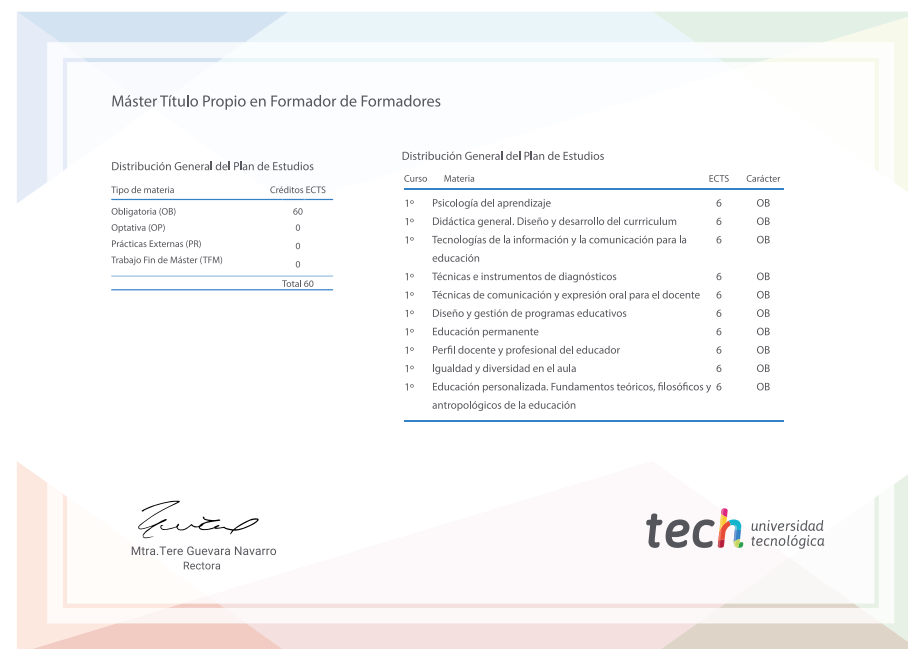 Máster Título Propio en Formador de Formadores
Distribución General del Plan de Estudios
Tipo de materia Créditos ECTS
Obligatoria (OB) 60
Optativa (OP) 0
Prácticas Externas (PR) 0
Trabajo Fin de Máster (TFM) 0
Total 60
Distribución General del Plan de Estudios
Curso Materia ECTS Carácter
1º Psicología del aprendizaje 6 OB
1º Didáctica general. Diseño y desarrollo del currriculum 6 OB
1º Tecnologías de la información y la comunicación para la 6 OB
educación
1º Técnicas e instrumentos de diagnósticos 6 OB
1º Técnicas de comunicación y expresión oral para el docente 6 OB
1º Diseño y gestión de programas educativos 6 OB
1º Educación permanente 6 OB
1º Perfil docente y profesional del educador 6 OB
1º Igualdad y diversidad en el aula 6 OB
1º Educación personalizada. Fundamentos teóricos, filosóficos y 6 OB
antropológicos de la educación
Mtra.Tere Guevara Navarro
Rectora
tech universidad
tecnológica